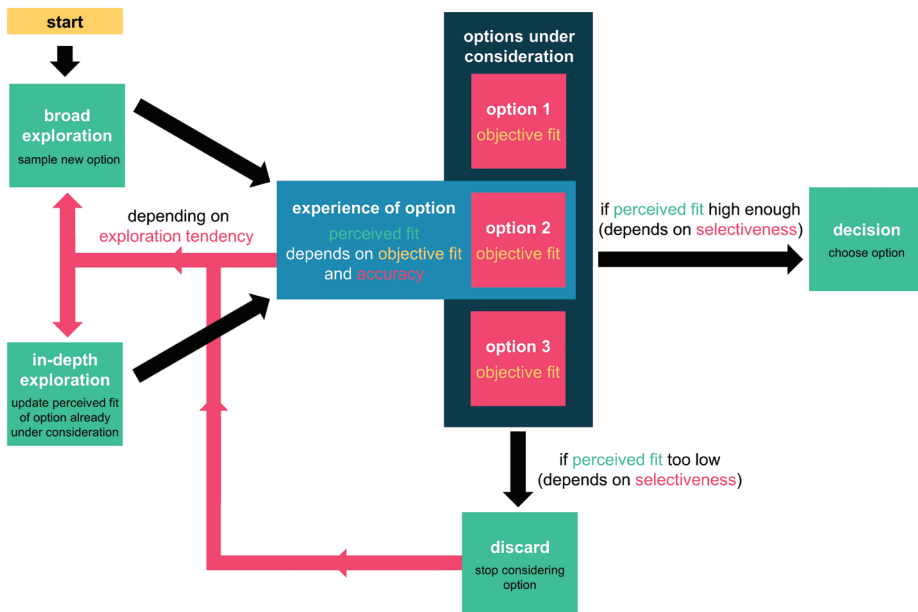 start
broad
exploration
sample new option
depending on
exploration tendency
in-depth
exploration
update perceived fit
of option already
under consideration
experience of option
perceived fit
depends on objective fit
and accuracy
options under
consideration
option 1
objective fit
option 2
objective fit
option 3
objective fit
if perceived fit high enough
(depends on selectiveness)
decision
choose option
if perceived fit too low
(depends on selectiveness)
discard
stop considering
option